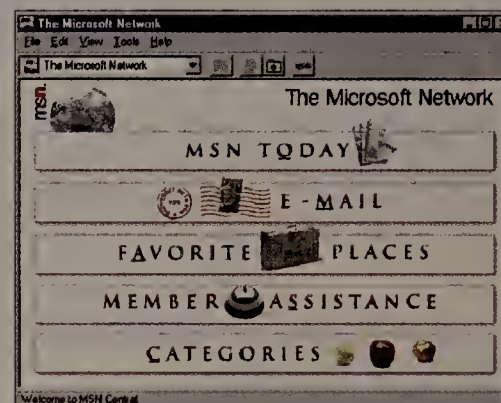 The Microsoft Network
File Edit View Tools Help
The Microsoft Network
msn.
The Microsoft Network
MSN TODAY
E-MAIL
FAVORITE PLACES
MEMBER ASSISTANCE
CATEGORIES
Welcome to MSN Central